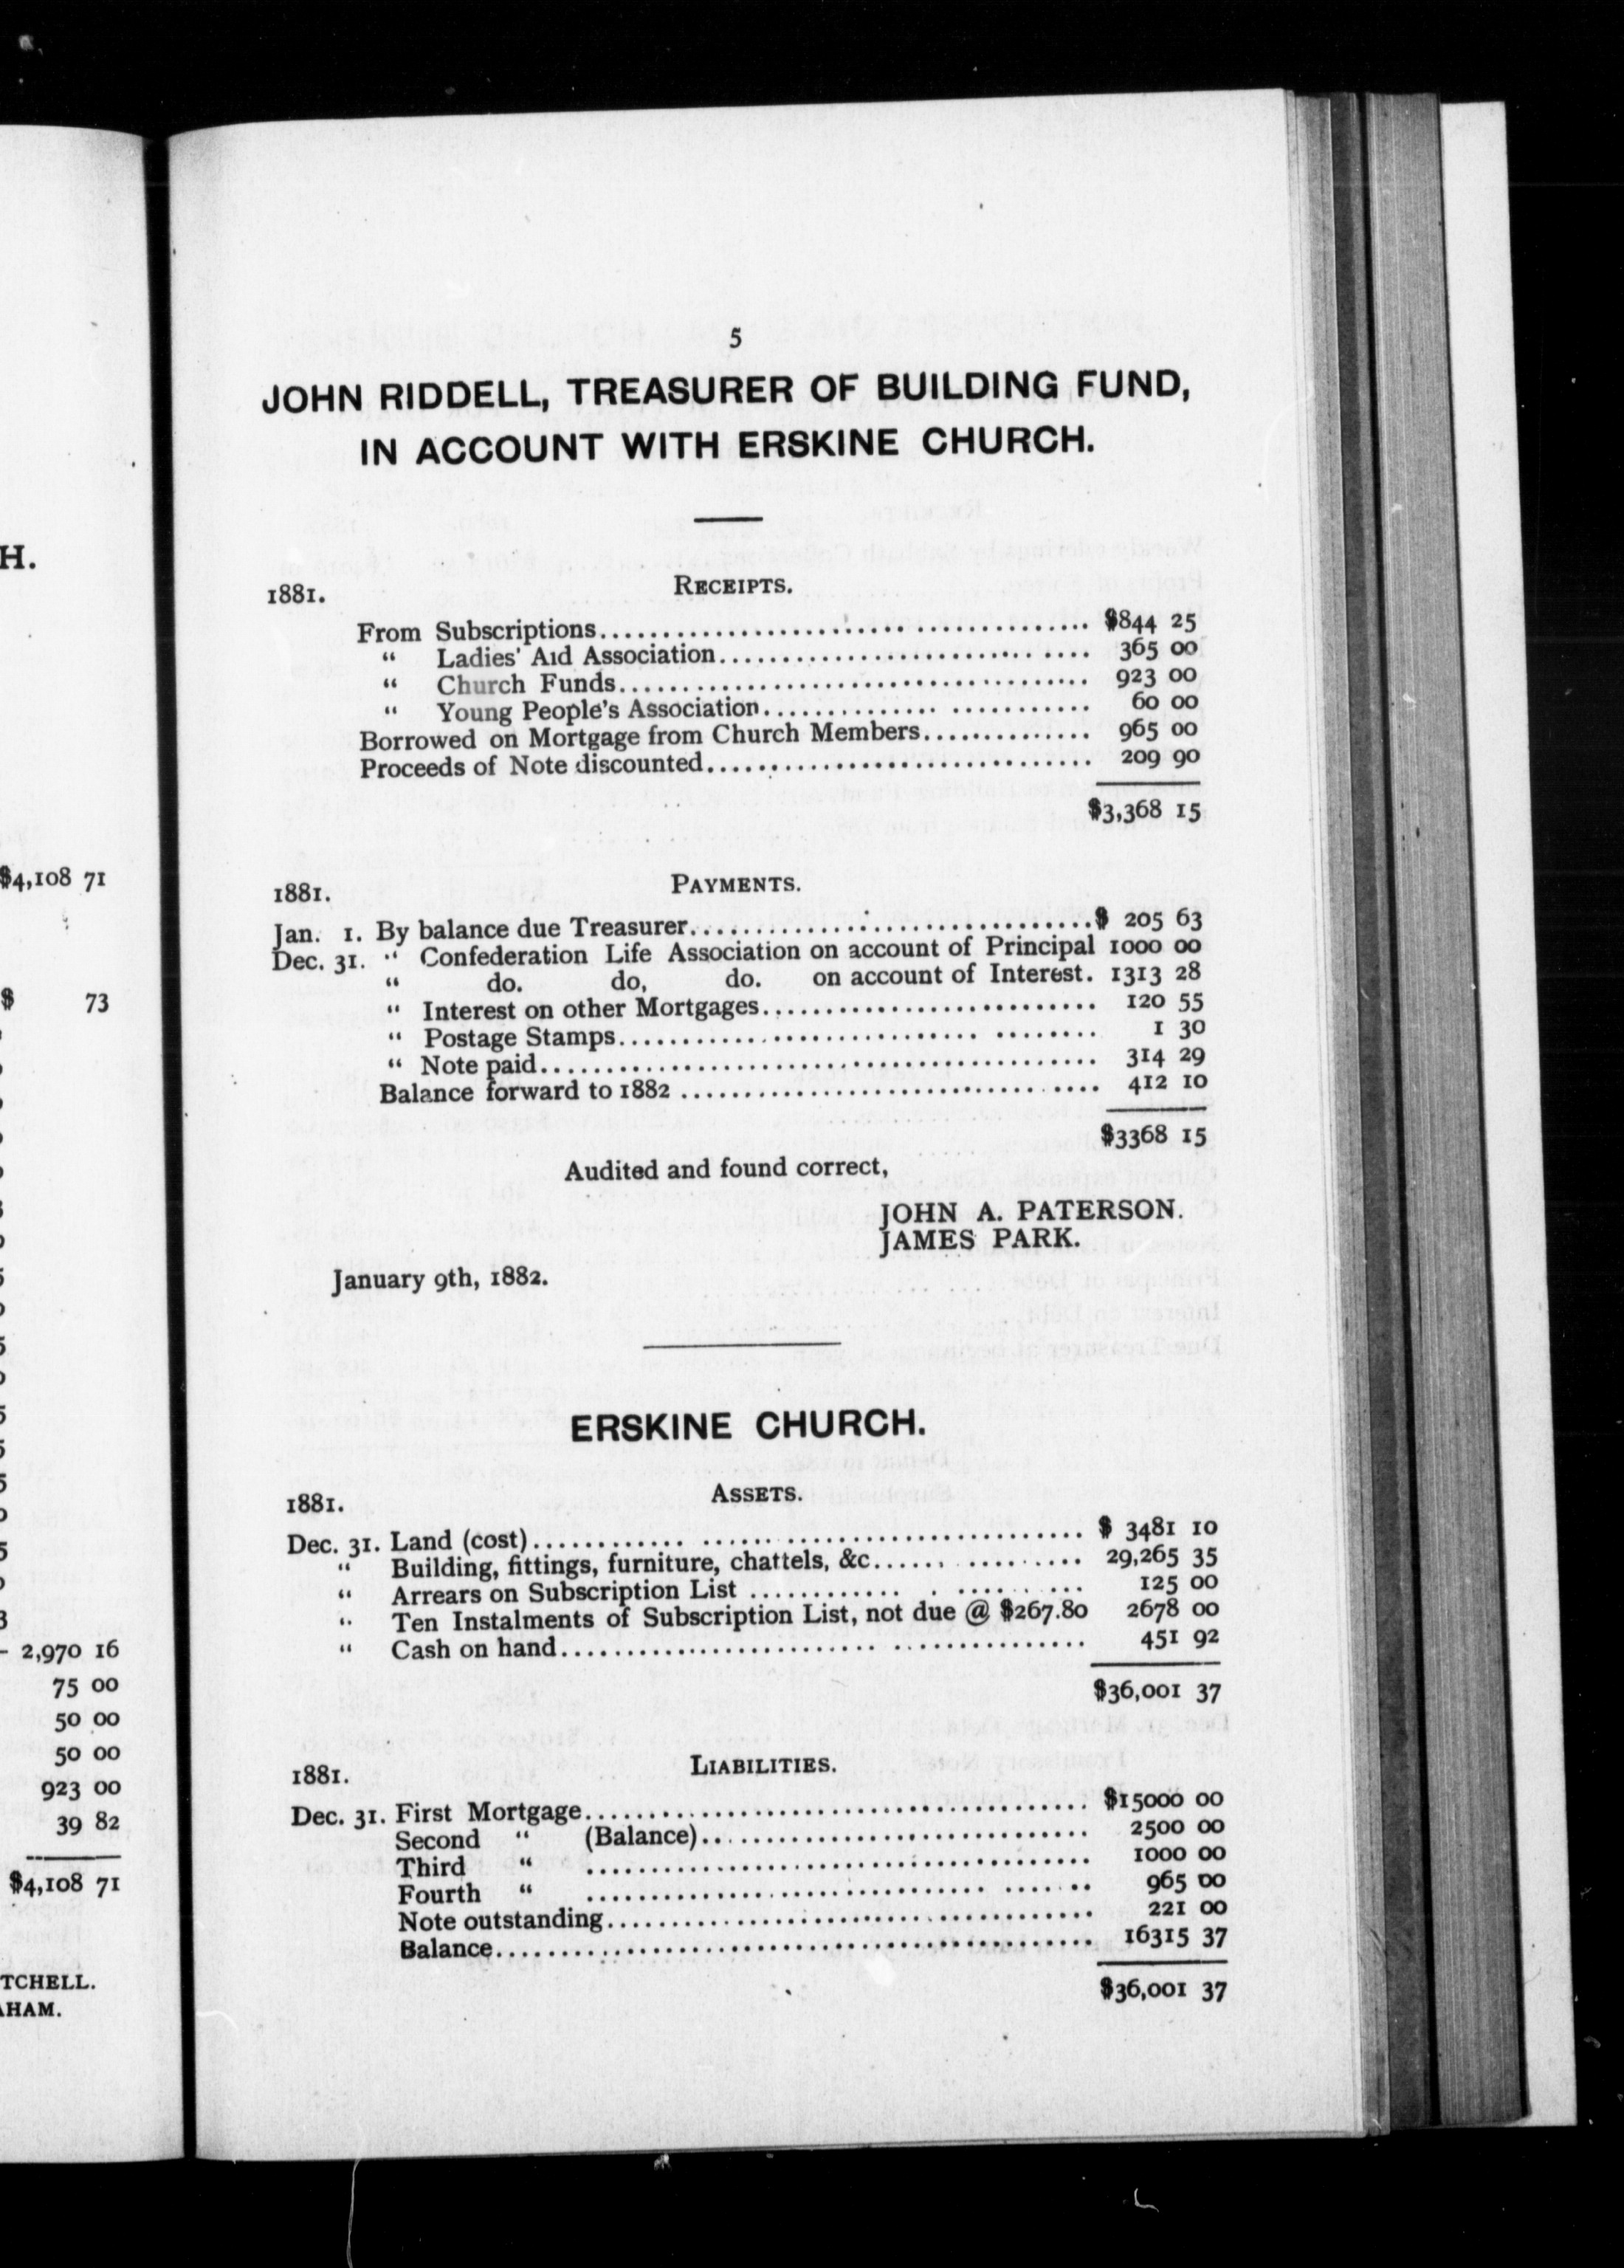 H.
$4,108 71
$ 73
2,970 16
75 00
50 00
50 00
923 00
39 82
$4,108 71
TCHELL.
AHAM.
5
JOHN RIDDELL, TREASURER OF BUILDING FUND,
IN ACCOUNT WITH ERSKINE CHURCH.
1881. RECEIPTS.
From Subscriptions.................... $844 25
“ Ladies' Aid Association.................... 365 00
“ Church Funds.................... 923 00
“ Young People's Association.................... 60 00
Borrowed on Mortgage from Church Members.............. 965 00
Proceeds of Note discounted.................... 209 90
$3,368 15
1881. PAYMENTS.
Jan. 1. By balance due Treasurer....................$ 205 63
Dec. 31. “ Confederation Life Association on account of Principal 1000 00
“ do. do, do. on account of Interest. 1313 28
“ Interest on other Mortgages.................... 120 55
“ Postage Stamps.................... 1 30
“ Note paid.................... 314 29
Balance forward to 1882 .................... 412 10
$3368 15
Audited and found correct,
JOHN A. PATERSON.
JAMES PARK.
January 9th, 1882.
ERSKINE CHURCH.
1881. ASSETS.
Dec. 31. Land (cost).................... $ 3481 10
“ Building, fittings, furniture, chattels, &c.................... 29,265 35
“ Arrears on Subscription List .................... 125 00
“ Ten Instalments of Subscription List, not due @ $267.80 2678 00
“ Cash on hand.................... 451 92
$36,001 37
1881. LIABILITIES.
Dec. 31. First Mortgage.................... $15000 00
Second “ (Balance).................... 2500 00
Third “ .................... 1000 00
Fourth “ .................... 965 00
Note outstanding.................... 221 00
Balance.................... 16315 37
$36,001 37